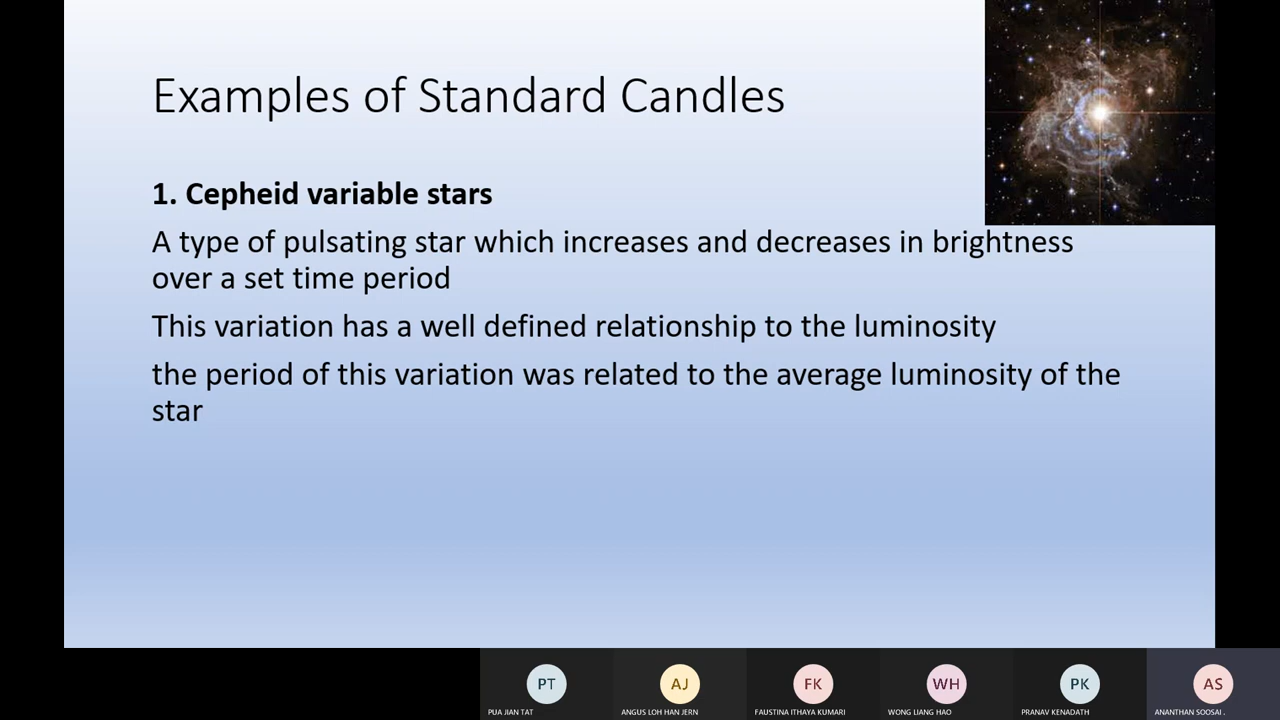 Examples of Standard Candles
1. Cepheid variable stars
A type of pulsating star which increases and decreases in brightness
over a set time period
This variation has a well defined relationship to the luminosity
the period of this variation was related to the average luminosity of the
star
PT
AJ
FK
WH
PK
AS
PUA JIAN TAT
ANGUS LOH HAN JERN
FAUSTINA ITHAYA KUMARI
WONG LIANG HAO
PRANAV KENADATH
ANANTHAN SOOSAI .